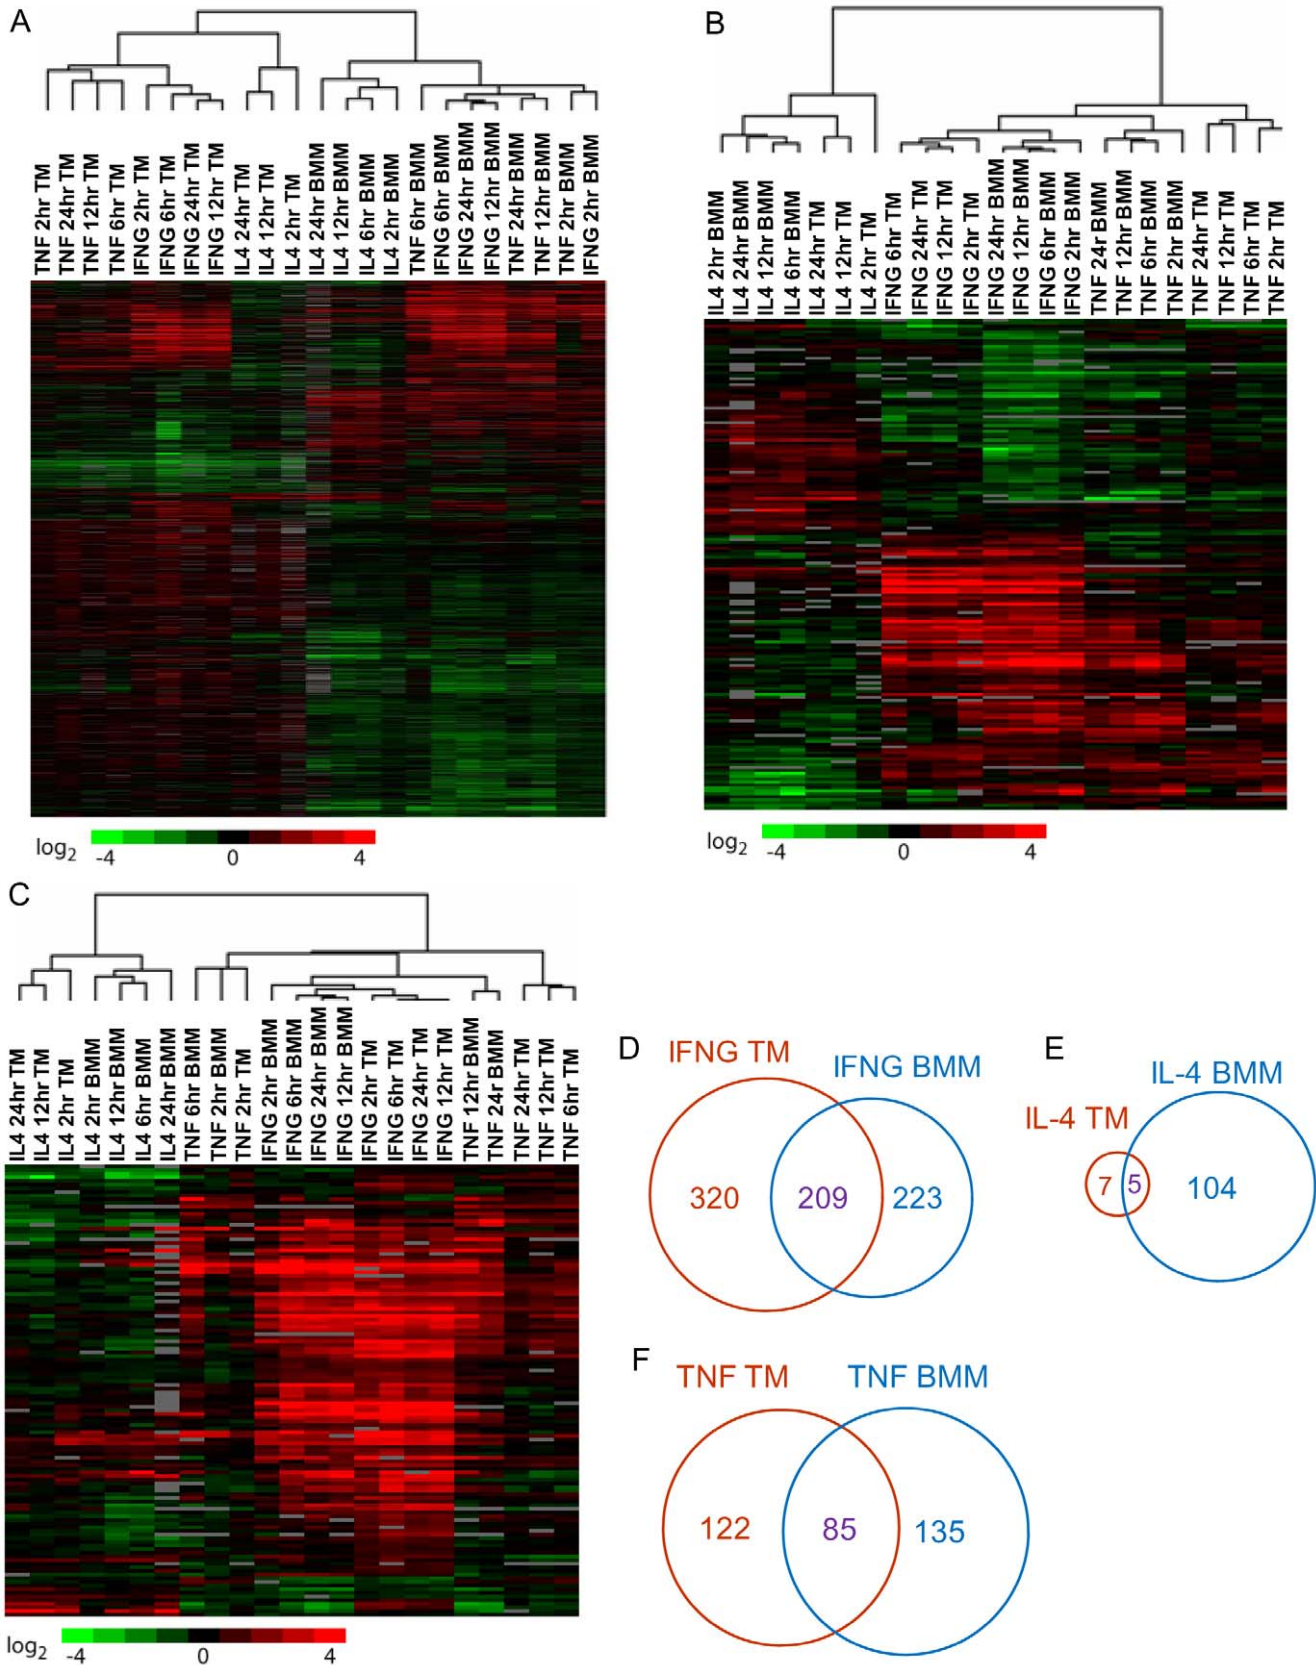 A
TNF 2hr TM
TNF 24hr TM
TNF 12hr TM
TNF 6hr TM
IFNG 2hr TM
IFNG 6hr TM
IFNG 24hr TM
IFNG 12hr TM
IL4 24hr TM
IL4 12hr TM
IL4 2hr TM
IL4 24hr BMM
IL4 12hr BMM
IL4 6hr BMM
IL4 2hr BMM
TNF 6hr BMM
IFNG 6hr BMM
IFNG 24hr BMM
IFNG 12hr BMM
TNF 24hr BMM
TNF 12hr BMM
TNF 2hr BMM
IFNG 2hr BMM
log2 -4 0 4
B
IL4 2hr BMM
IL4 24hr BMM
IL4 12hr BMM
IL4 6hr BMM
IL4 24hr TM
IL4 12hr TM
IL4 2hr TM
IFNG 6hr TM
IFNG 24hr TM
IFNG 12hr TM
IFNG 2hr TM
IFNG 24hr BMM
IFNG 12hr BMM
IFNG 6hr BMM
IFNG 2hr BMM
TNF 24r BMM
TNF 12hr BMM
TNF 6hr BMM
TNF 2hr BMM
TNF 24hr TM
TNF 12hr TM
TNF 6hr TM
TNF 2hr TM
log2 -4 0 4
C
IL4 24hr TM
IL4 12hr TM
IL4 2hr TM
IL4 2hr BMM
IL4 12hr BMM
IL4 6hr BMM
IL4 24hr BMM
TNF 6hr BMM
TNF 2hr BMM
TNF 2hr TM
IFNG 2hr BMM
IFNG 6hr BMM
IFNG 24hr BMM
IFNG 12hr BMM
IFNG 2hr TM
IFNG 6hr TM
IFNG 24hr TM
IFNG 12hr TM
TNF 12hr BMM
TNF 24r BMM
TNF 24hr TM
TNF 12hr TM
TNF 6hr TM
log2 -4 0 4
D
IFNG TM
IFNG BMM
320 209 223
E
IL-4 BMM
IL-4 TM
7 5 104
F
TNF TM TNF BMM
122 85 135